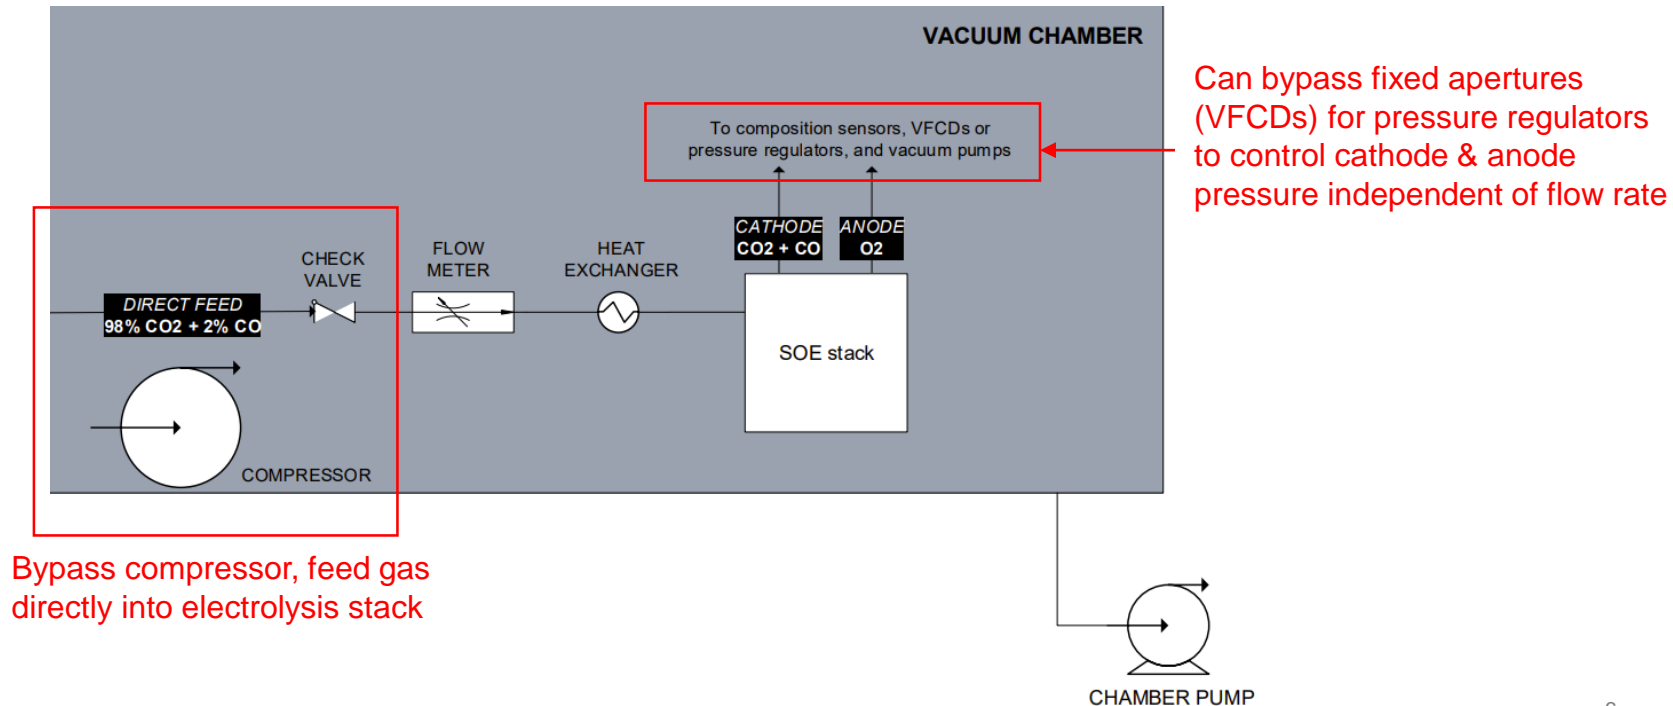 VACUUM CHAMBER
Can bypass fixed apertures
(VFCDs) for pressure regulators
to control cathode & anode
pressure independent of flow rate
To composition sensors, VFCDs or
pressure regulators, and vacuum pumps
CATHODE
CO2 + CO
ANODE
O2
CHECK
VALVE
FLOW
METER
HEAT
EXCHANGER
DIRECT FEED
98% CO2 + 2% CO
SOE stack
COMPRESSOR
Bypass compressor, feed gas
directly into electrolysis stack
CHAMBER PUMP